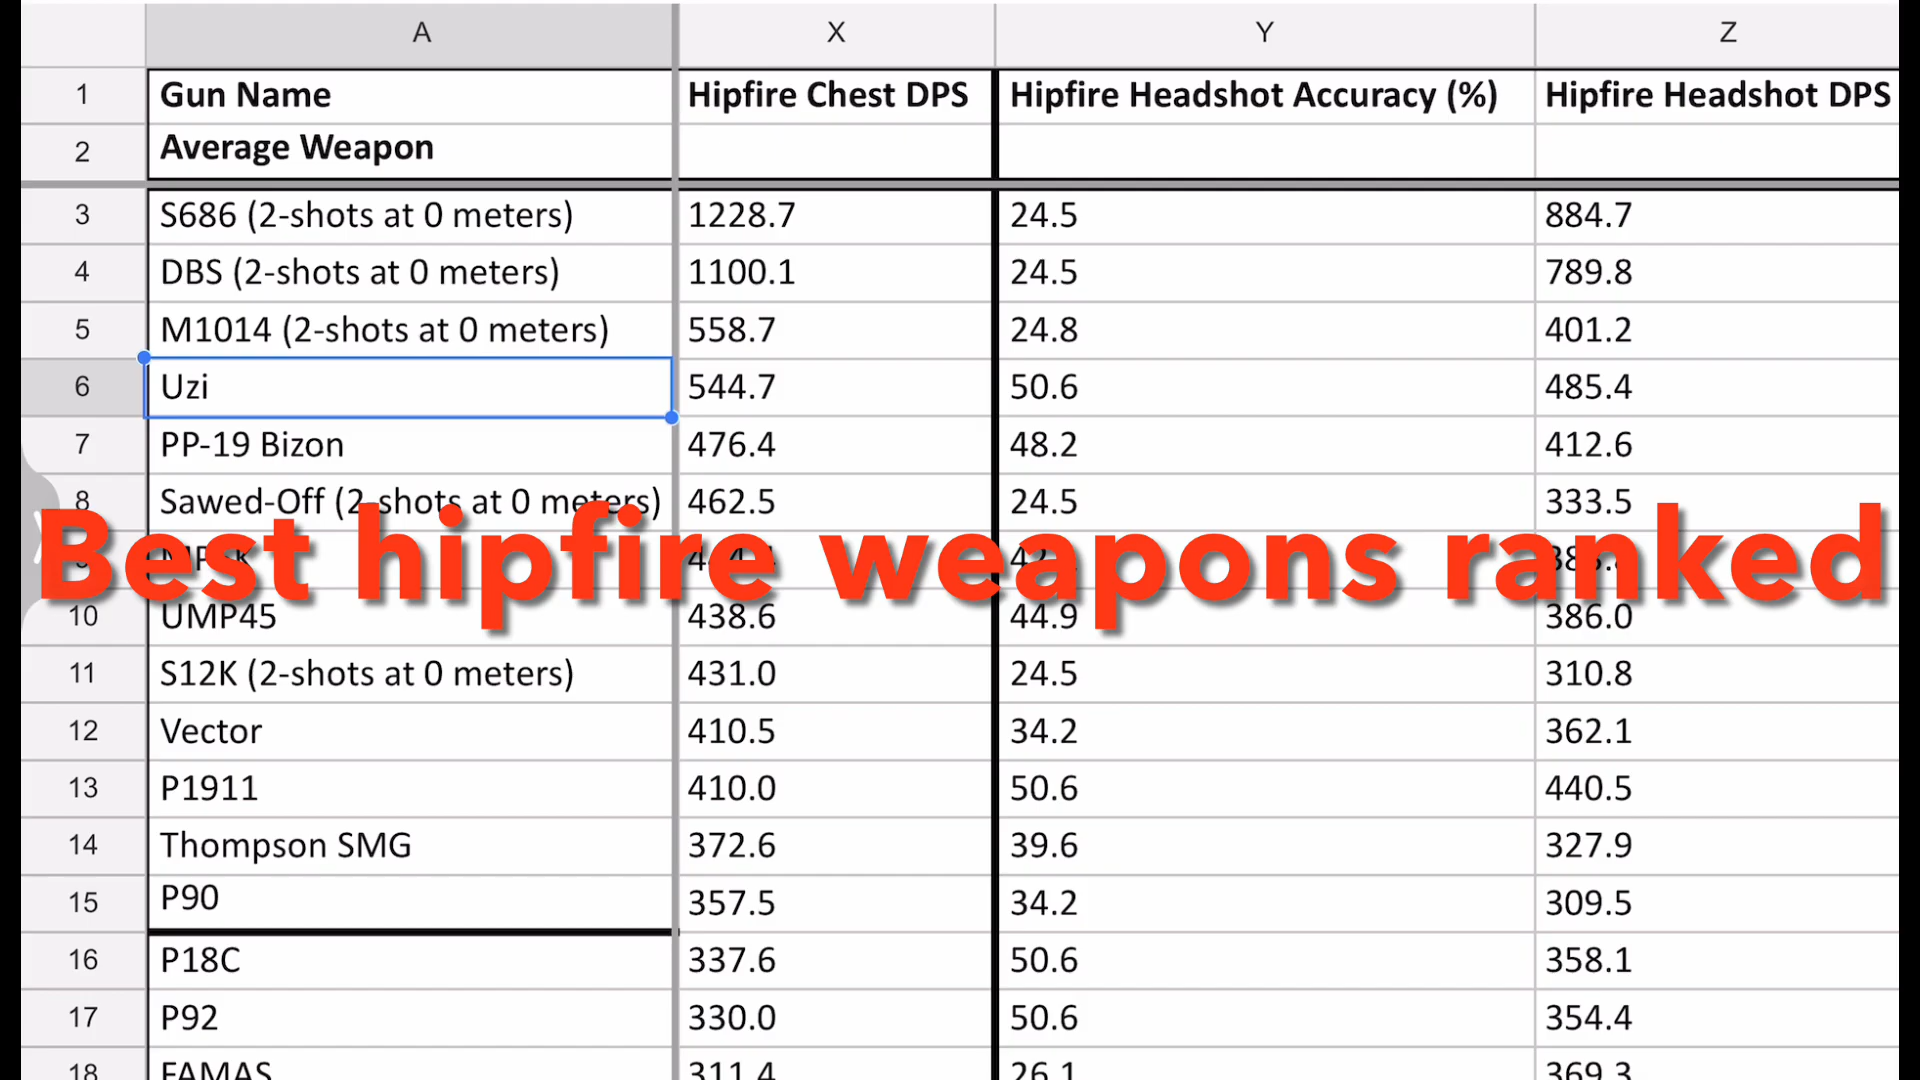 A X Y Z
1 Gun Name Hipfire Chest DPS Hipfire Headshot Accuracy (%) Hipfire Headshot DPS
2 Average Weapon
3 S686 (2-shots at 0 meters) 1228.7 24.5 884.7
4 DBS (2-shots at 0 meters) 1100.1 24.5 789.8
5 M1014 (2-shots at 0 meters) 558.7 24.8 401.2
6 Uzi 544.7 50.6 485.4
7 PP-19 Bizon 476.4 48.2 412.6
8 Sawed-Off (2-shots at 0 meters) 462.5 24.5 333.5
Best hipfire weapons ranked
10 UMP45 438.6 44.9 386.0
11 S12K (2-shots at 0 meters) 431.0 24.5 310.8
12 Vector 410.5 34.2 362.1
13 P1911 410.0 50.6 440.5
14 Thompson SMG 372.6 39.6 327.9
15 P90 357.5 34.2 309.5
16 P18C 337.6 50.6 358.1
17 P92 330.0 50.6 354.4
18 FAMAS 311.4 26.1 369.3